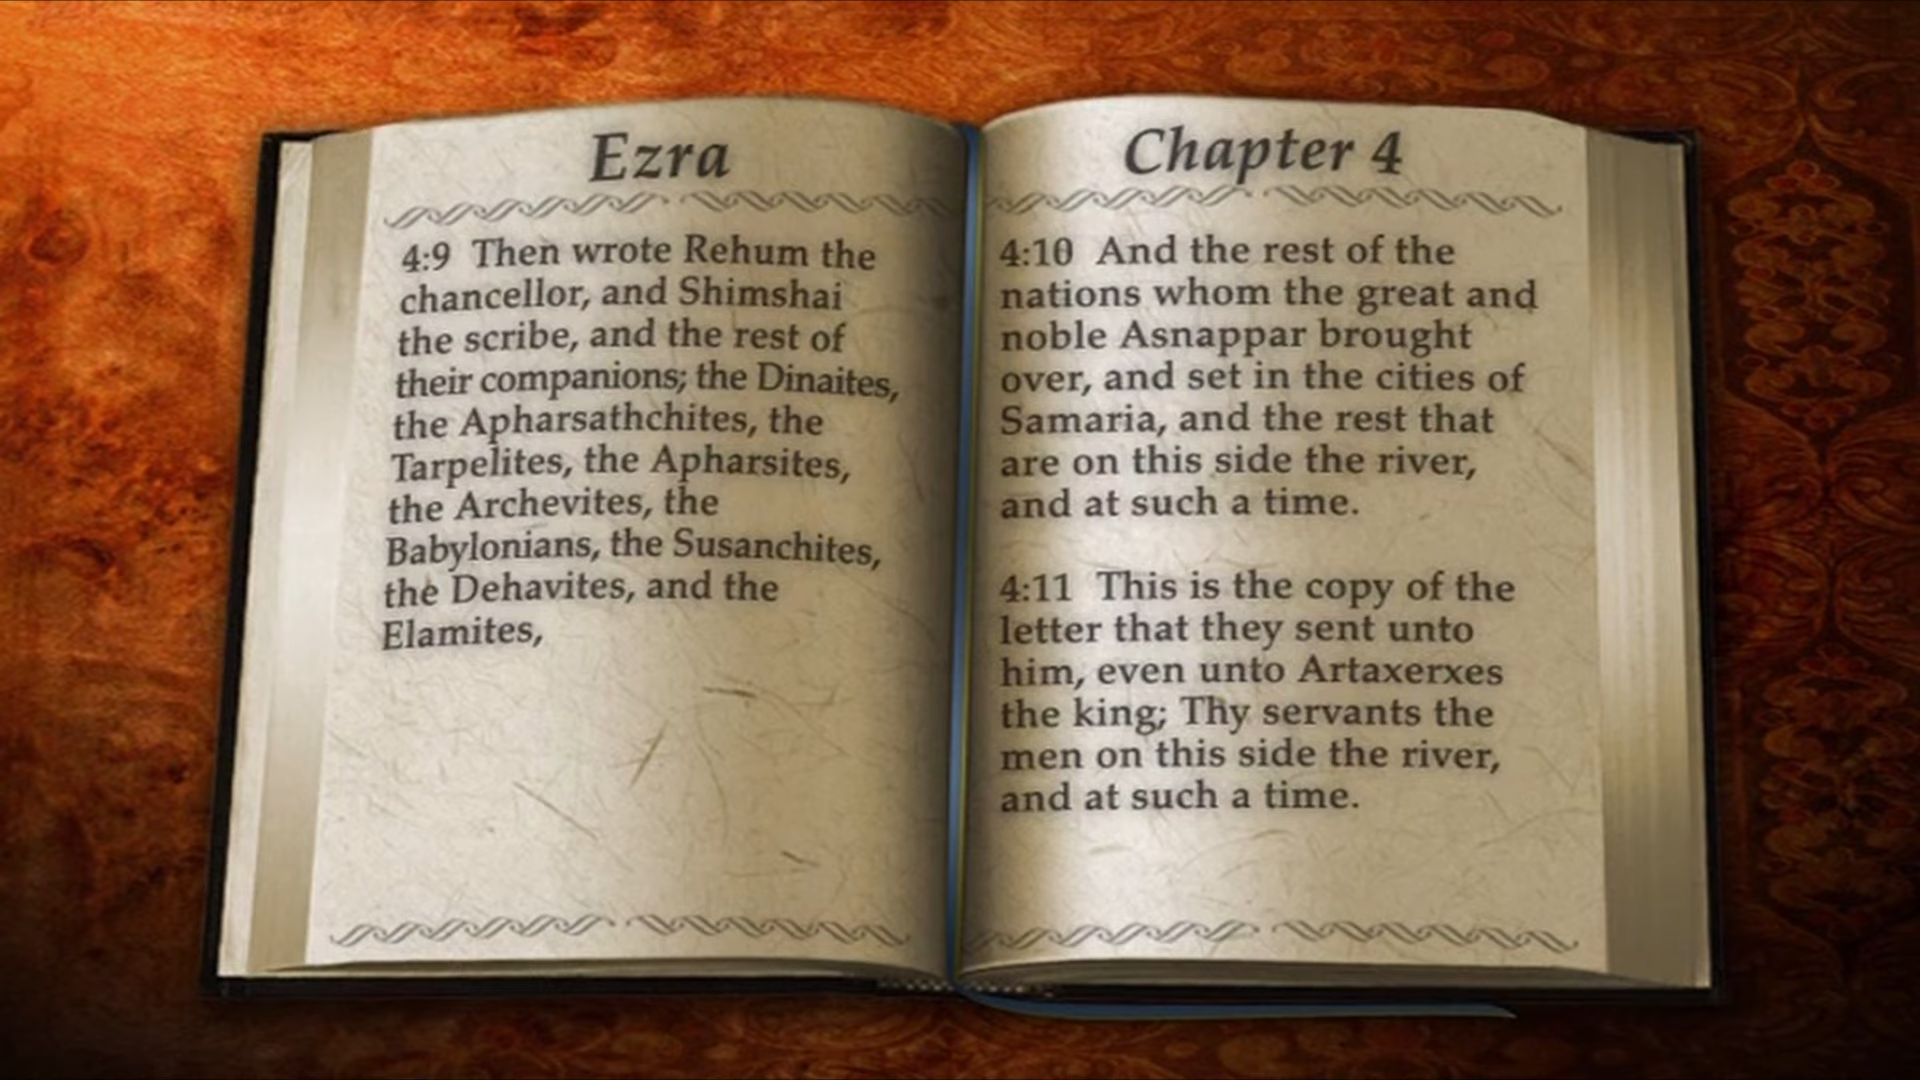 Ezra
4:9 Then wrote Rehum the
chancellor, and Shimshai
the scribe, and the rest of
their companions; the Dinaites,
the Apharsathchites, the
Tarpelites, the Apharsites,
the Archevites, the
Babylonians, the Susanchites,
the Dehavites, and the
Elamites,
Chapter 4
4:10 And the rest of the
nations whom the great and
noble Asnappar brought
over, and set in the cities of
Samaria, and the rest that
are on this side the river,
and at such a time.
4:11 This is the copy of the
letter that they sent unto
him, even unto Artaxerxes
the king; Thy servants the
men on this side the river,
and at such a time.